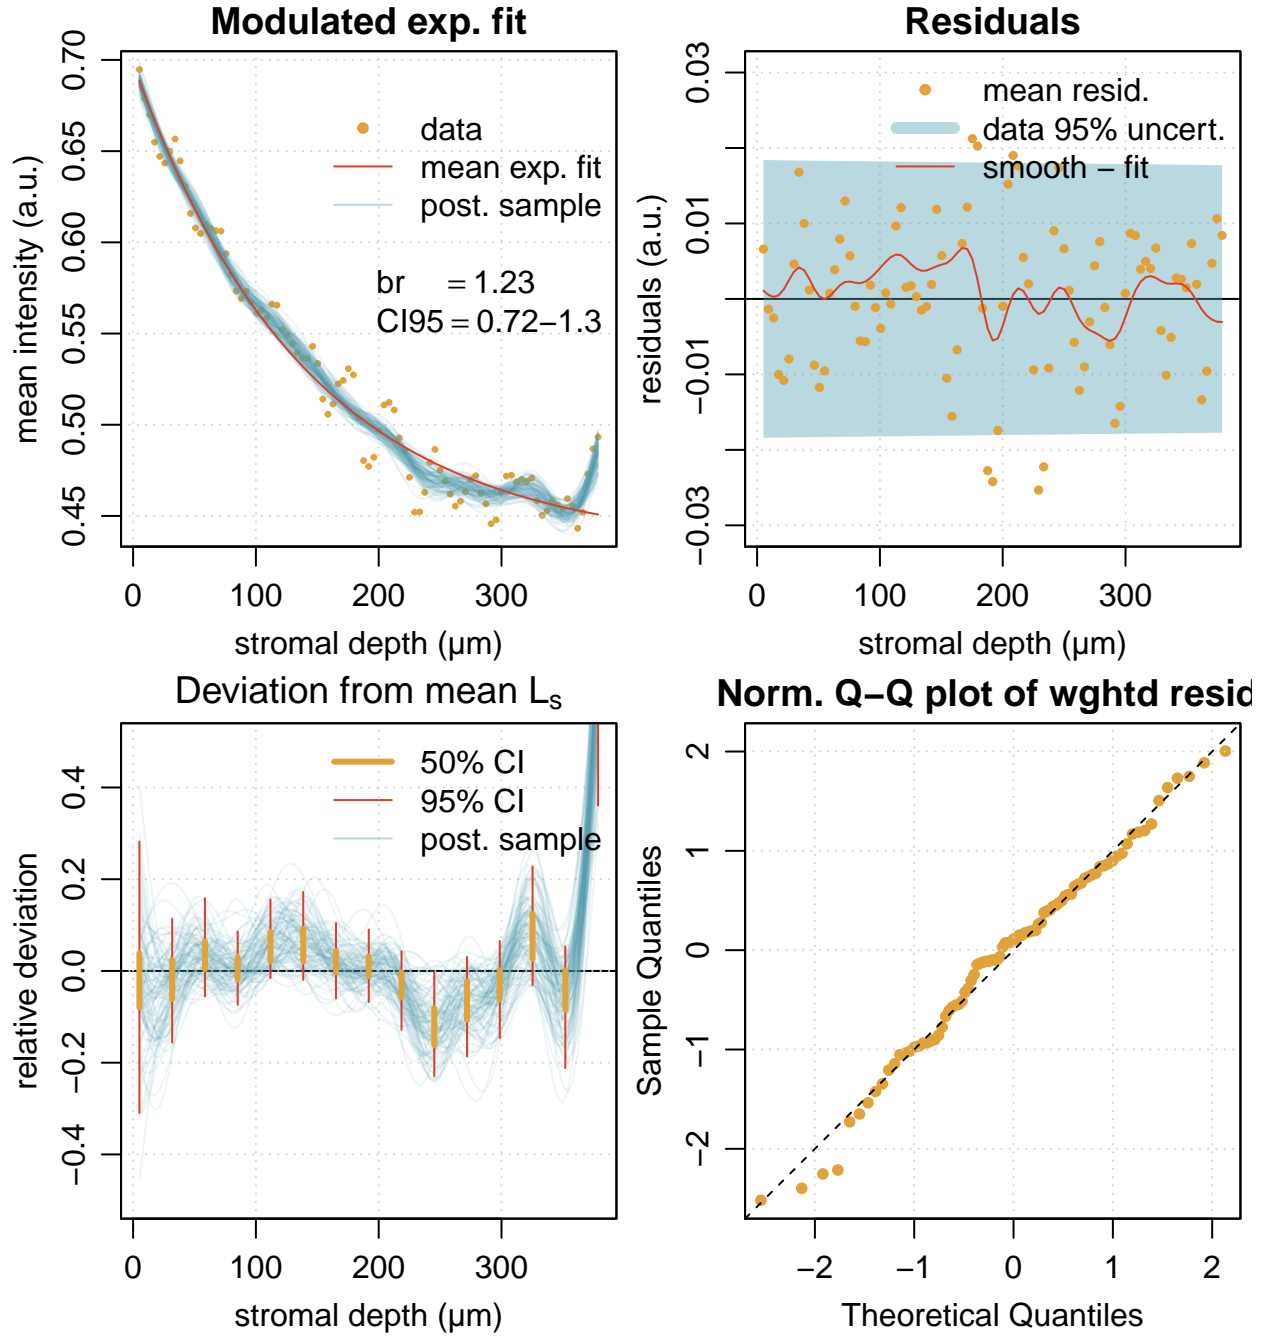 Modulated exp. fit
0.70
0.65
0.60
0.55
0.50
0.45
mean intensity (a.u.)
data
mean exp. fit
post. sample
br = 1.23
CI95 = 0.72−1.3
0 100 200 300
stromal depth (µm)
Residuals
0.03
0.01
−0.01
−0.03
residuals (a.u.)
mean resid.
data 95% uncert.
smooth − fit
0 100 200 300
stromal depth (µm)
Deviation from mean Ls
0.4
0.2
0.0
−0.2
−0.4
relative deviation
50% CI
95% CI
post. sample
0 100 200 300
stromal depth (µm)
Norm. Q−Q plot of wghtd resid
2
1
0
−1
−2
Sample Quantiles
−2 −1 0 1 2
Theoretical Quantiles